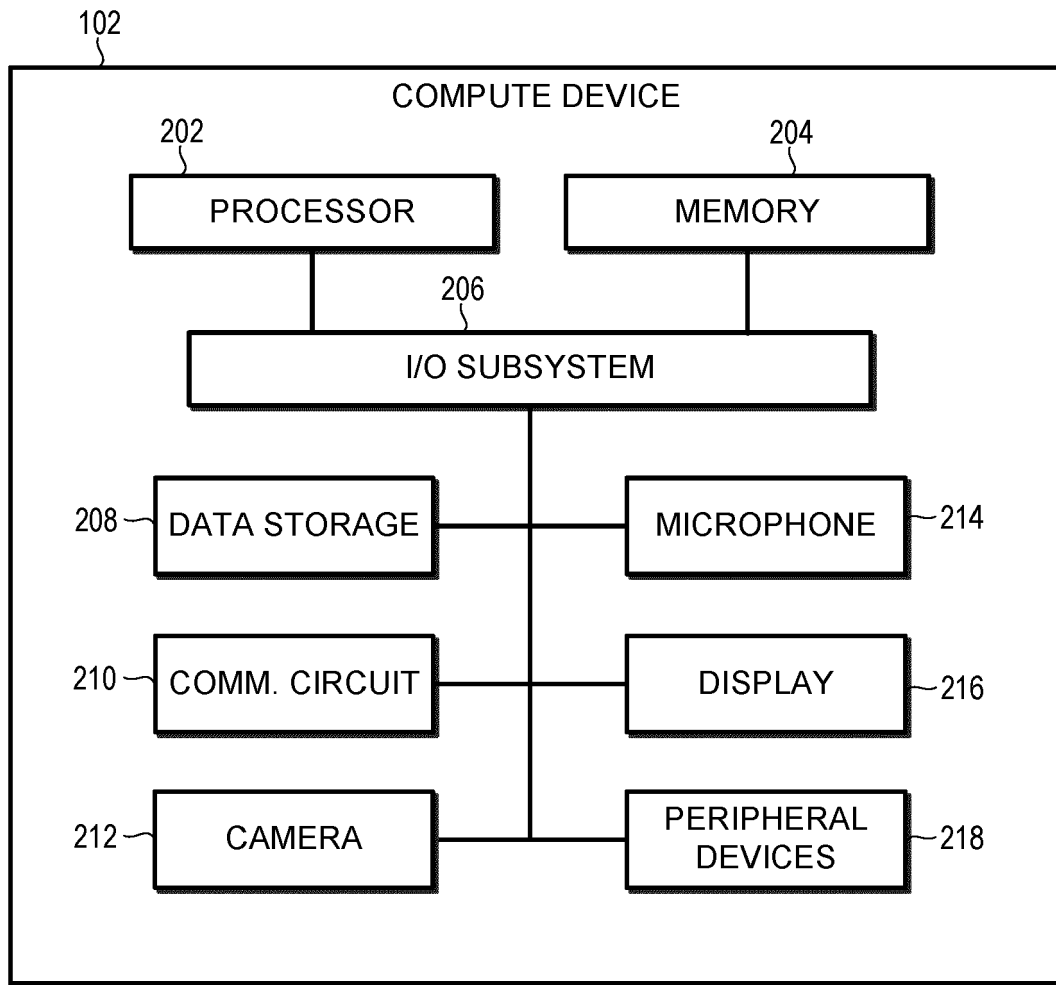 102
COMPUTE DEVICE
202
204
PROCESSOR
MEMORY
206
I/O SUBSYSTEM
208
DATA STORAGE
MICROPHONE
214
210
COMM. CIRCUIT
DISPLAY
216
212
CAMERA
PERIPHERAL
DEVICES
218